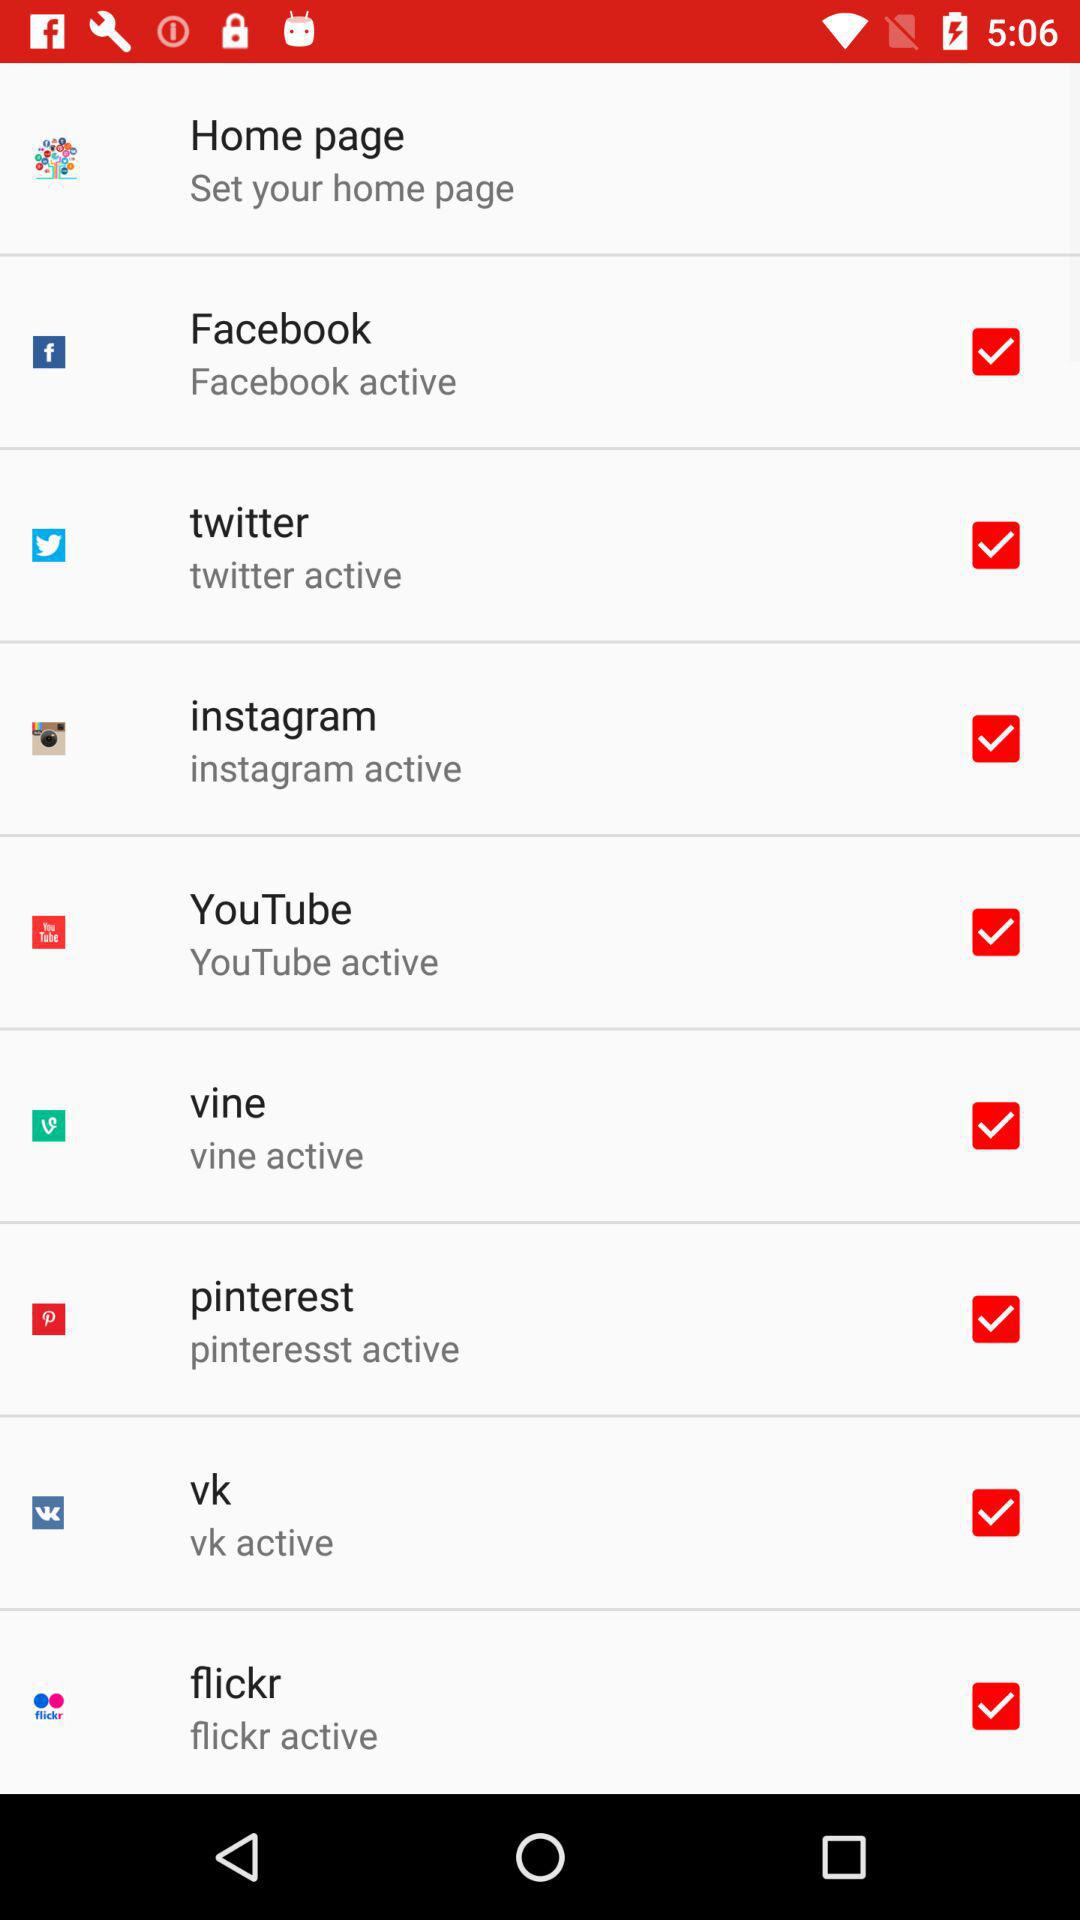 5:06
Home page
Set your home page
f
Facebook
Facebook active
twitter
twitter active
instagram
instagram active
You
Tube
YouTube
YouTube active
vine
vine active
pinterest
pinteresst active
vk
vk active
flickr
flickr
flickr active